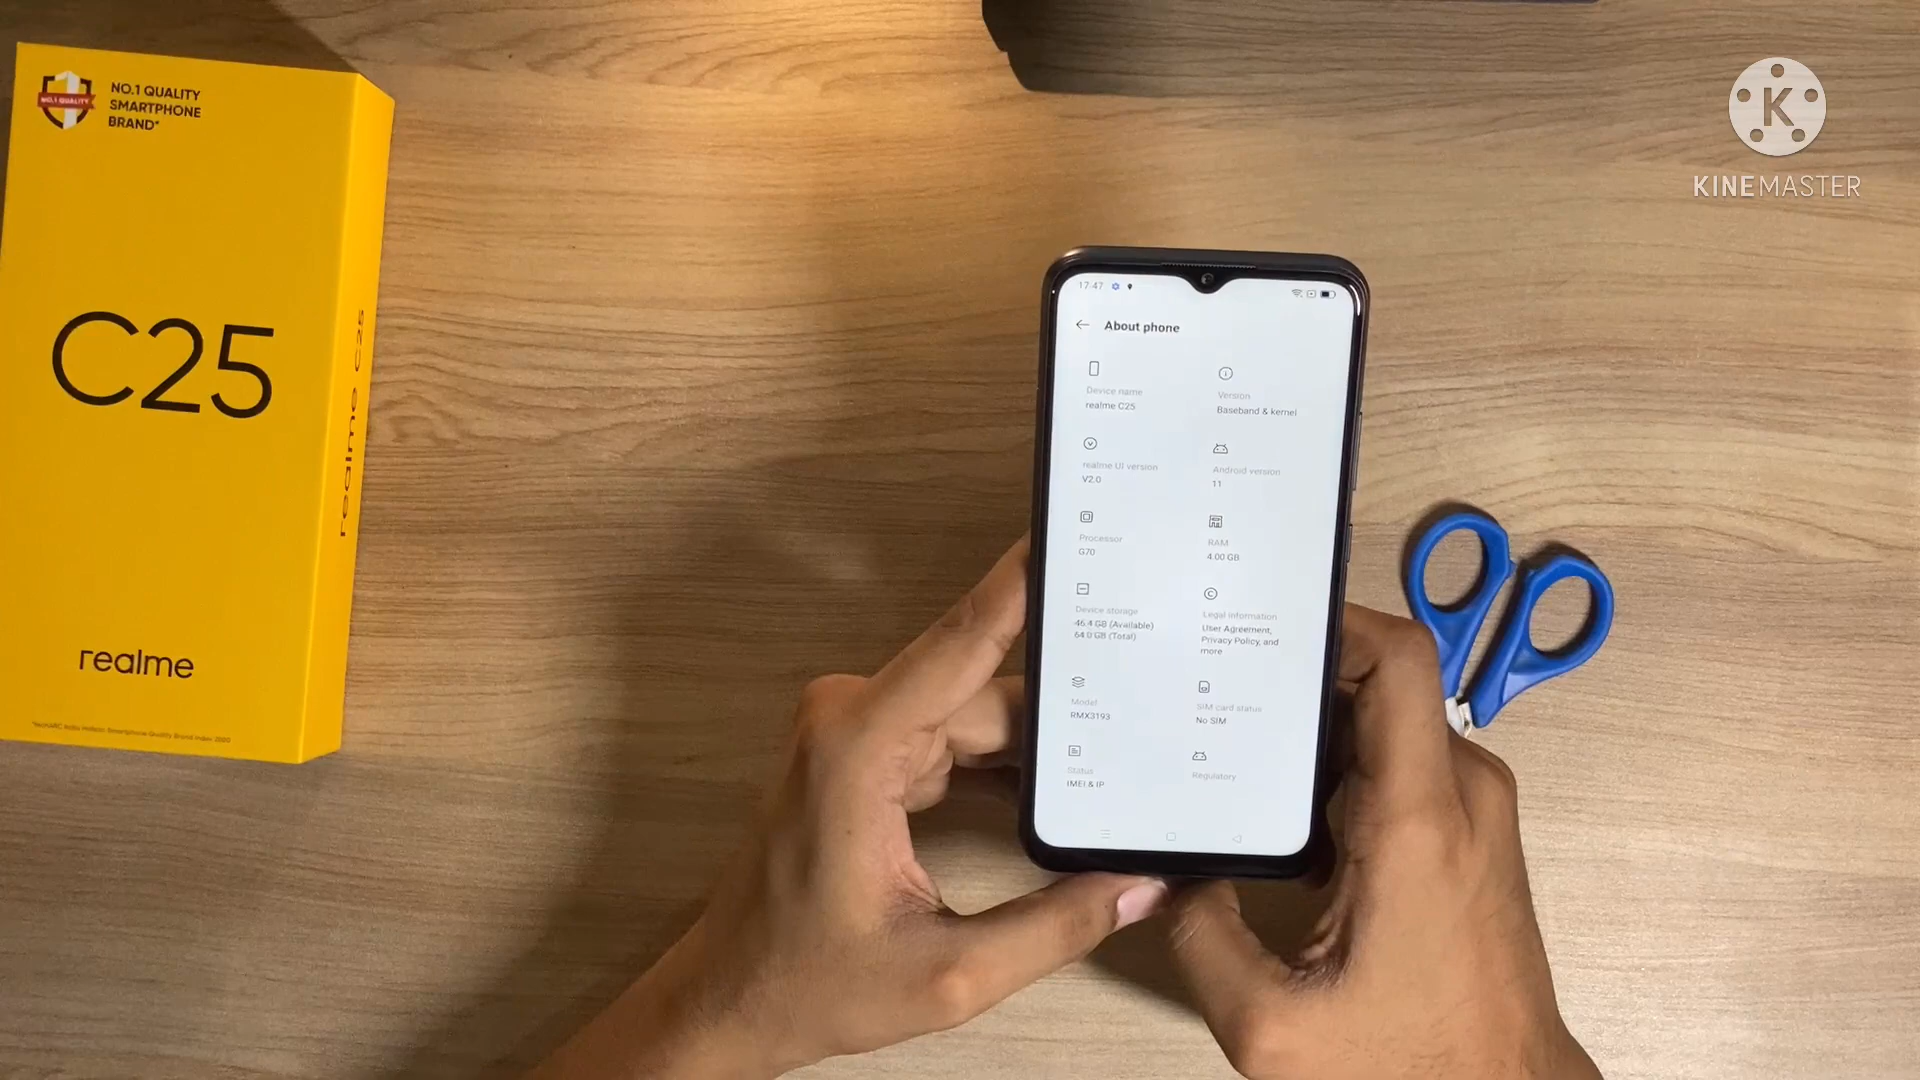 NO.1 QUALITY
NO.1 QUALITY
SMARTPHONE
BRAND*
C25
realme C25
realme
K
KINEMASTER
17:47
About phone
Device name
realme C25
Version
Baseband & kernel
realme UI version
V2.0
Android version
11
Processor
G70
RAM
4.00 GB
Device storage
46.4 GB (Available)
64.0 GB (Total)
Legal information
User Agreement,
Privacy Policy, and
more
Model
RMX3193
SIM card status
No SIM
Status
IMEI & IP
Regulatory